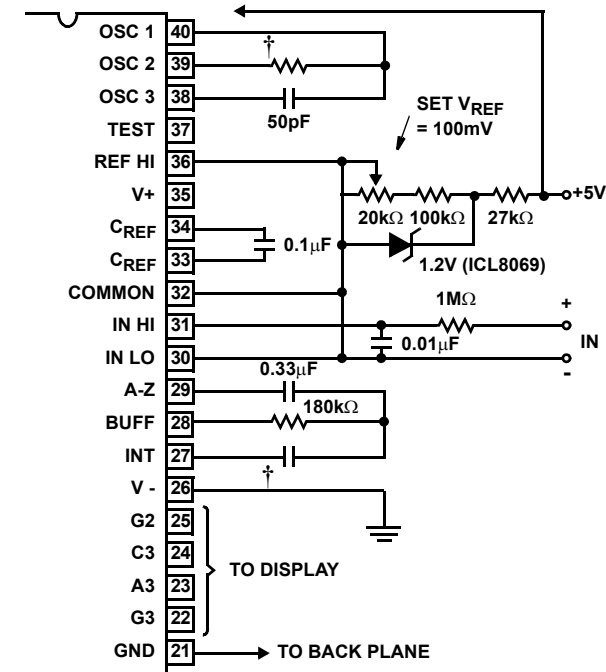 OSC 1 40
OSC 2 39
†
OSC 3 38
50pF
TEST 37
SET VREF
= 100mV
REF HI 36
V+ 35
+5V
20kΩ 100kΩ 27kΩ
CREF 34
0.1µF
CREF 33
1.2V (ICL8069)
COMMON 32
1MΩ
+
IN HI 31
0.01µF
IN
IN LO 30
-
0.33µF
A-Z 29
180kΩ
BUFF 28
INT 27
†
V - 26
G2 25
C3 24
TO DISPLAY
A3 23
G3 22
GND 21
TO BACK PLANE